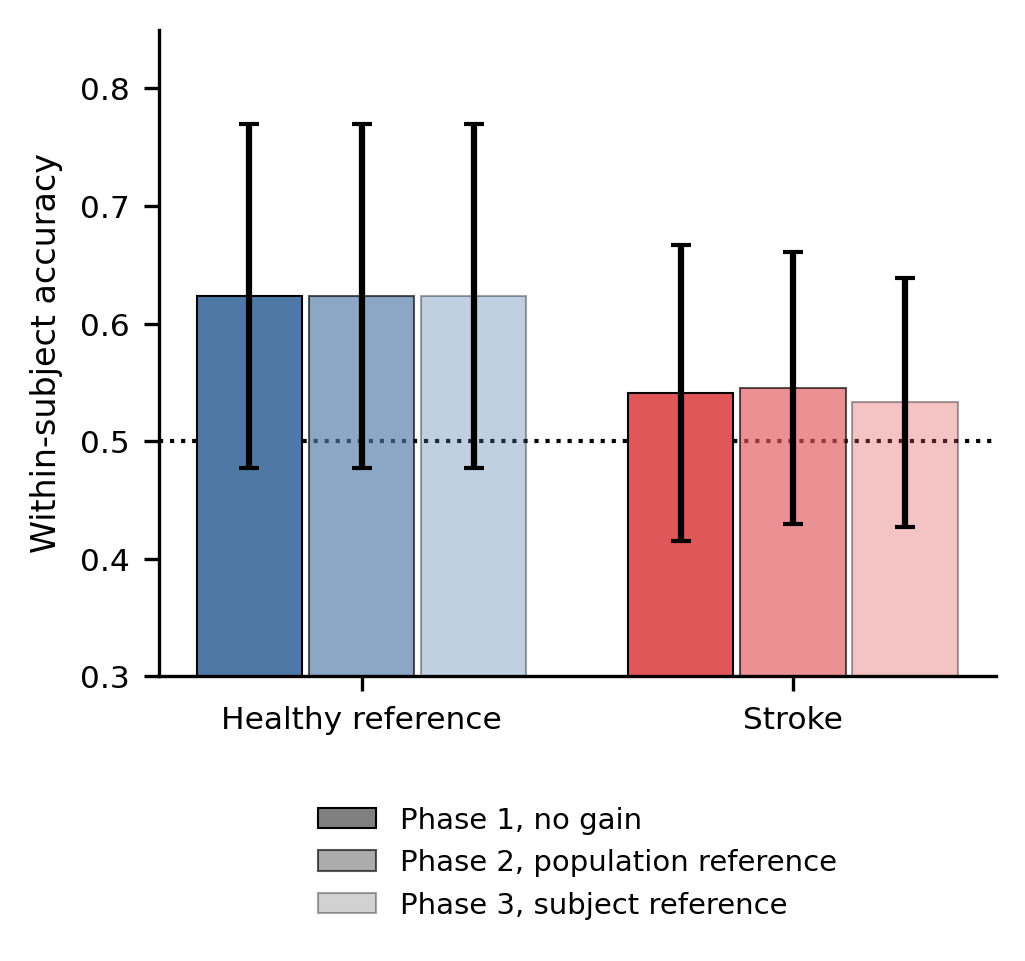 Within-subject accuracy
0.8
0.7
0.6
0.5
0.4
0.3
Healthy reference
Stroke
Phase 1, no gain
Phase 2, population reference
Phase 3, subject reference